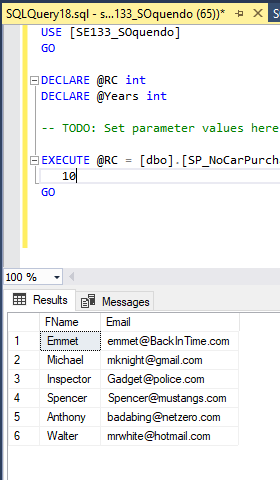 SQLQuery18.sql - s...133_SOquendo (65))*
USE [SE133_SOquendo]
GO
DECLARE @RC int
DECLARE @Years int
-- TODO: Set parameter values here
EXECUTE @RC = [dbo].[SP_NoCarPurch
10
GO
100 %
Results Messages
FName Email
1 Emmet emmet@BackInTime.com
2 Michael mknight@gmail.com
3 Inspector Gadget@police.com
4 Spencer Spencer@mustangs.com
5 Anthony badabing@netzero.com
6 Walter mrwhite@hotmail.com